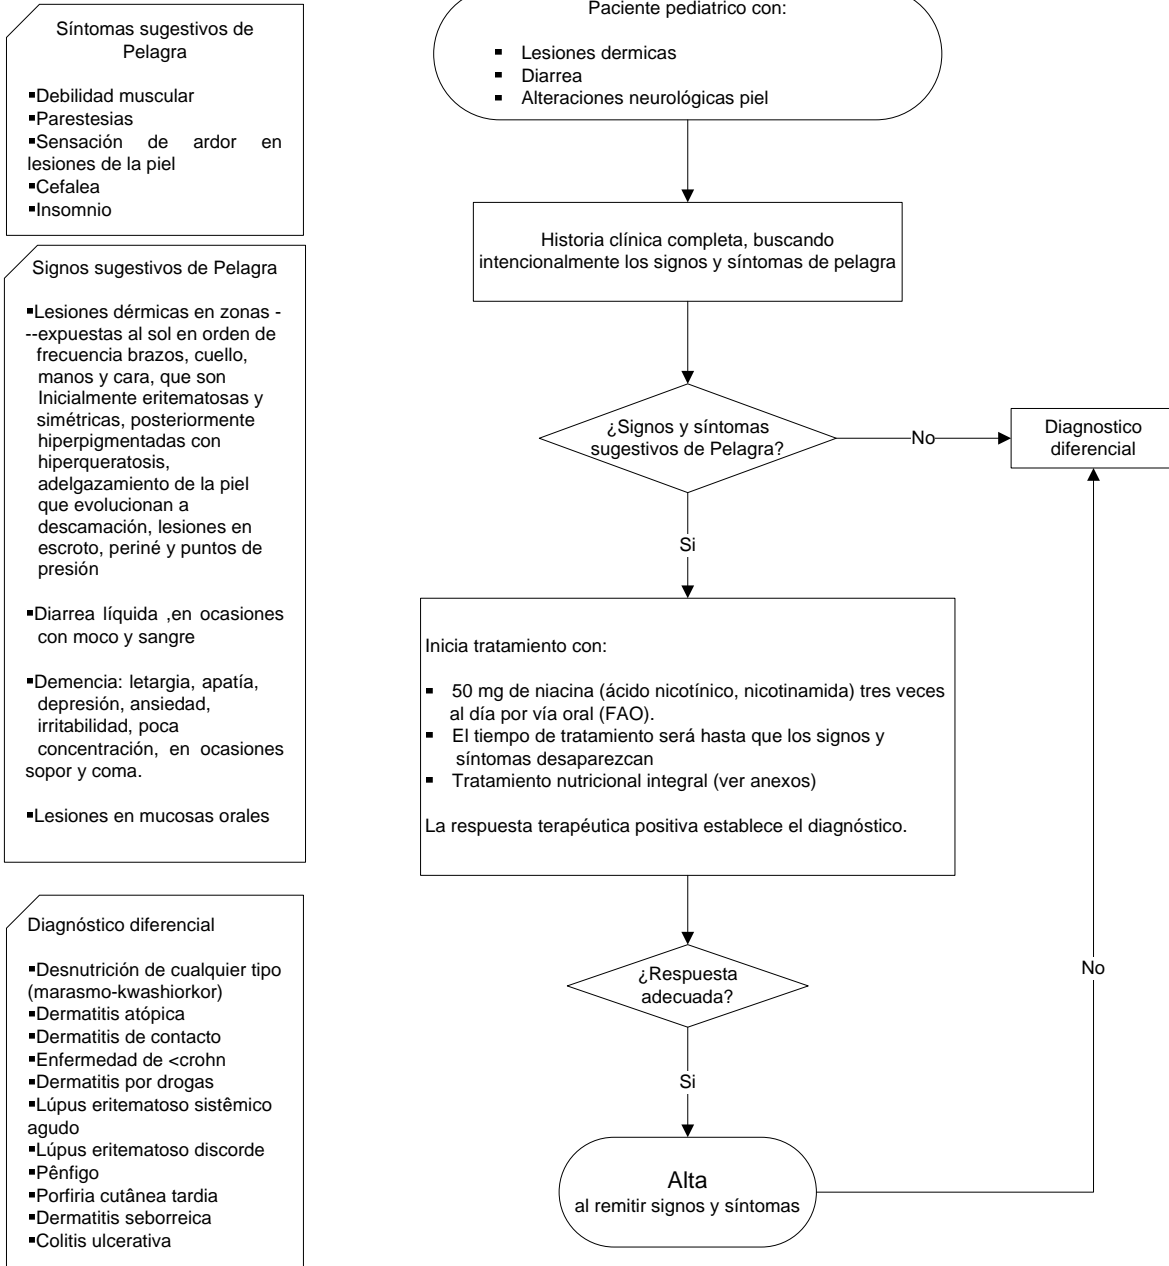 Síntomas sugestivos de
Pelagra
▪Debilidad muscular
▪Parestesias
▪Sensación de ardor en
lesiones de la piel
▪Cefalea
▪Insomnio
Signos sugestivos de Pelagra
▪Lesiones dérmicas en zonas -
--expuestas al sol en orden de
frecuencia brazos, cuello,
manos y cara, que son
Inicialmente eritematosas y
simétricas, posteriormente
hiperpigmentadas con
hiperqueratosis,
adelgazamiento de la piel
que evolucionan a
descamación, lesiones en
escroto, periné y puntos de
presión
▪Diarrea líquida ,en ocasiones
con moco y sangre
▪Demencia: letargia, apatía,
depresión, ansiedad,
irritabilidad, poca
concentración, en ocasiones
sopor y coma.
▪Lesiones en mucosas orales
Diagnóstico diferencial
▪Desnutrición de cualquier tipo
(marasmo-kwashiorkor)
▪Dermatitis atópica
▪Dermatitis de contacto
▪Enfermedad de <crohn
▪Dermatitis por drogas
▪Lúpus eritematoso sistêmico
agudo
▪Lúpus eritematoso discorde
▪Pênfigo
▪Porfiria cutânea tardia
▪Dermatitis seborreica
▪Colitis ulcerativa
Paciente pediatrico con:
▪ Lesiones dermicas
▪ Diarrea
▪ Alteraciones neurológicas piel
Historia clínica completa, buscando
intencionalmente los signos y síntomas de pelagra
¿Signos y síntomas
sugestivos de Pelagra?
No
Diagnostico
diferencial
Si
Inicia tratamiento con:
▪ 50 mg de niacina (ácido nicotínico, nicotinamida) tres veces
al día por vía oral (FAO).
▪ El tiempo de tratamiento será hasta que los signos y
síntomas desaparezcan
▪ Tratamiento nutricional integral (ver anexos)
La respuesta terapéutica positiva establece el diagnóstico.
¿Respuesta
adecuada?
No
Si
Alta
al remitir signos y síntomas